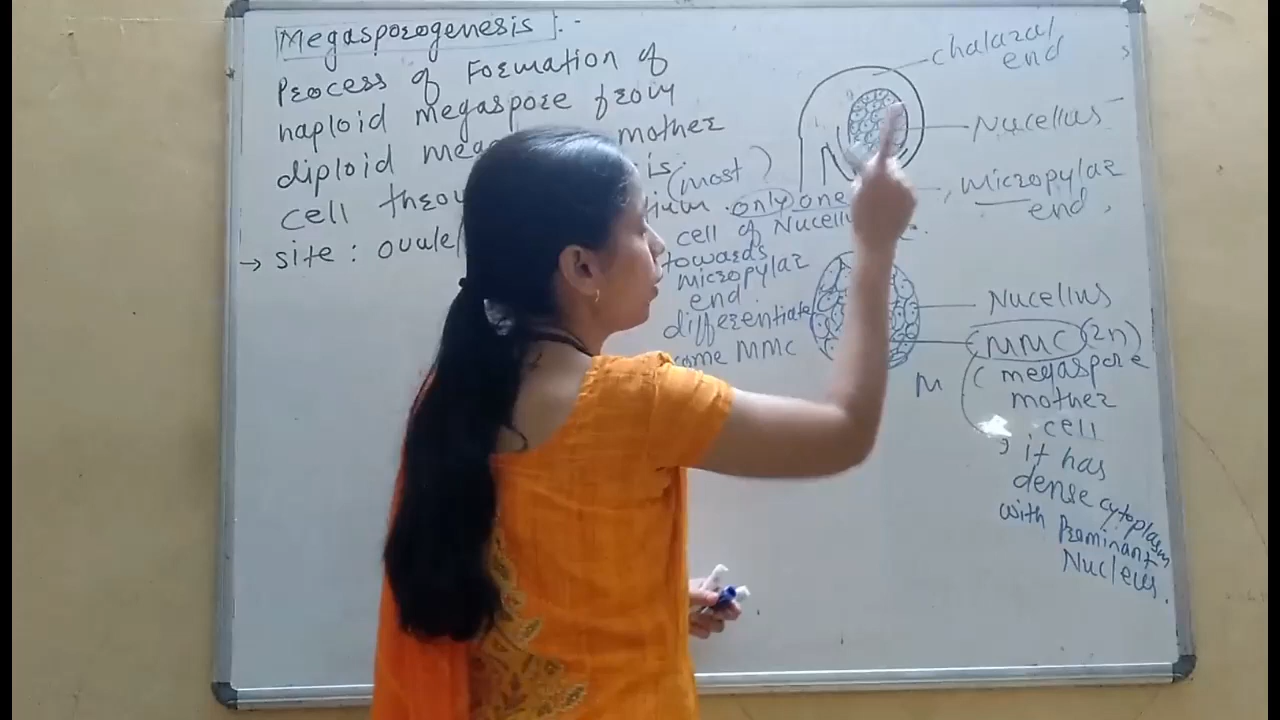 Megasporogenesis :-
Process of Formation of
haploid megaspore from
diploid mother
cell is
→ site : ovule
(most)
only one
cell of
towards
micropylar
end.
differentiate
MMC
chalazal
end
Nucellus
micropylar
end,
Nucellus
MMC (2n)
M ( megaspore
mother
cell
, it has
dense cytoplasm
with Prominant
Nucleus.